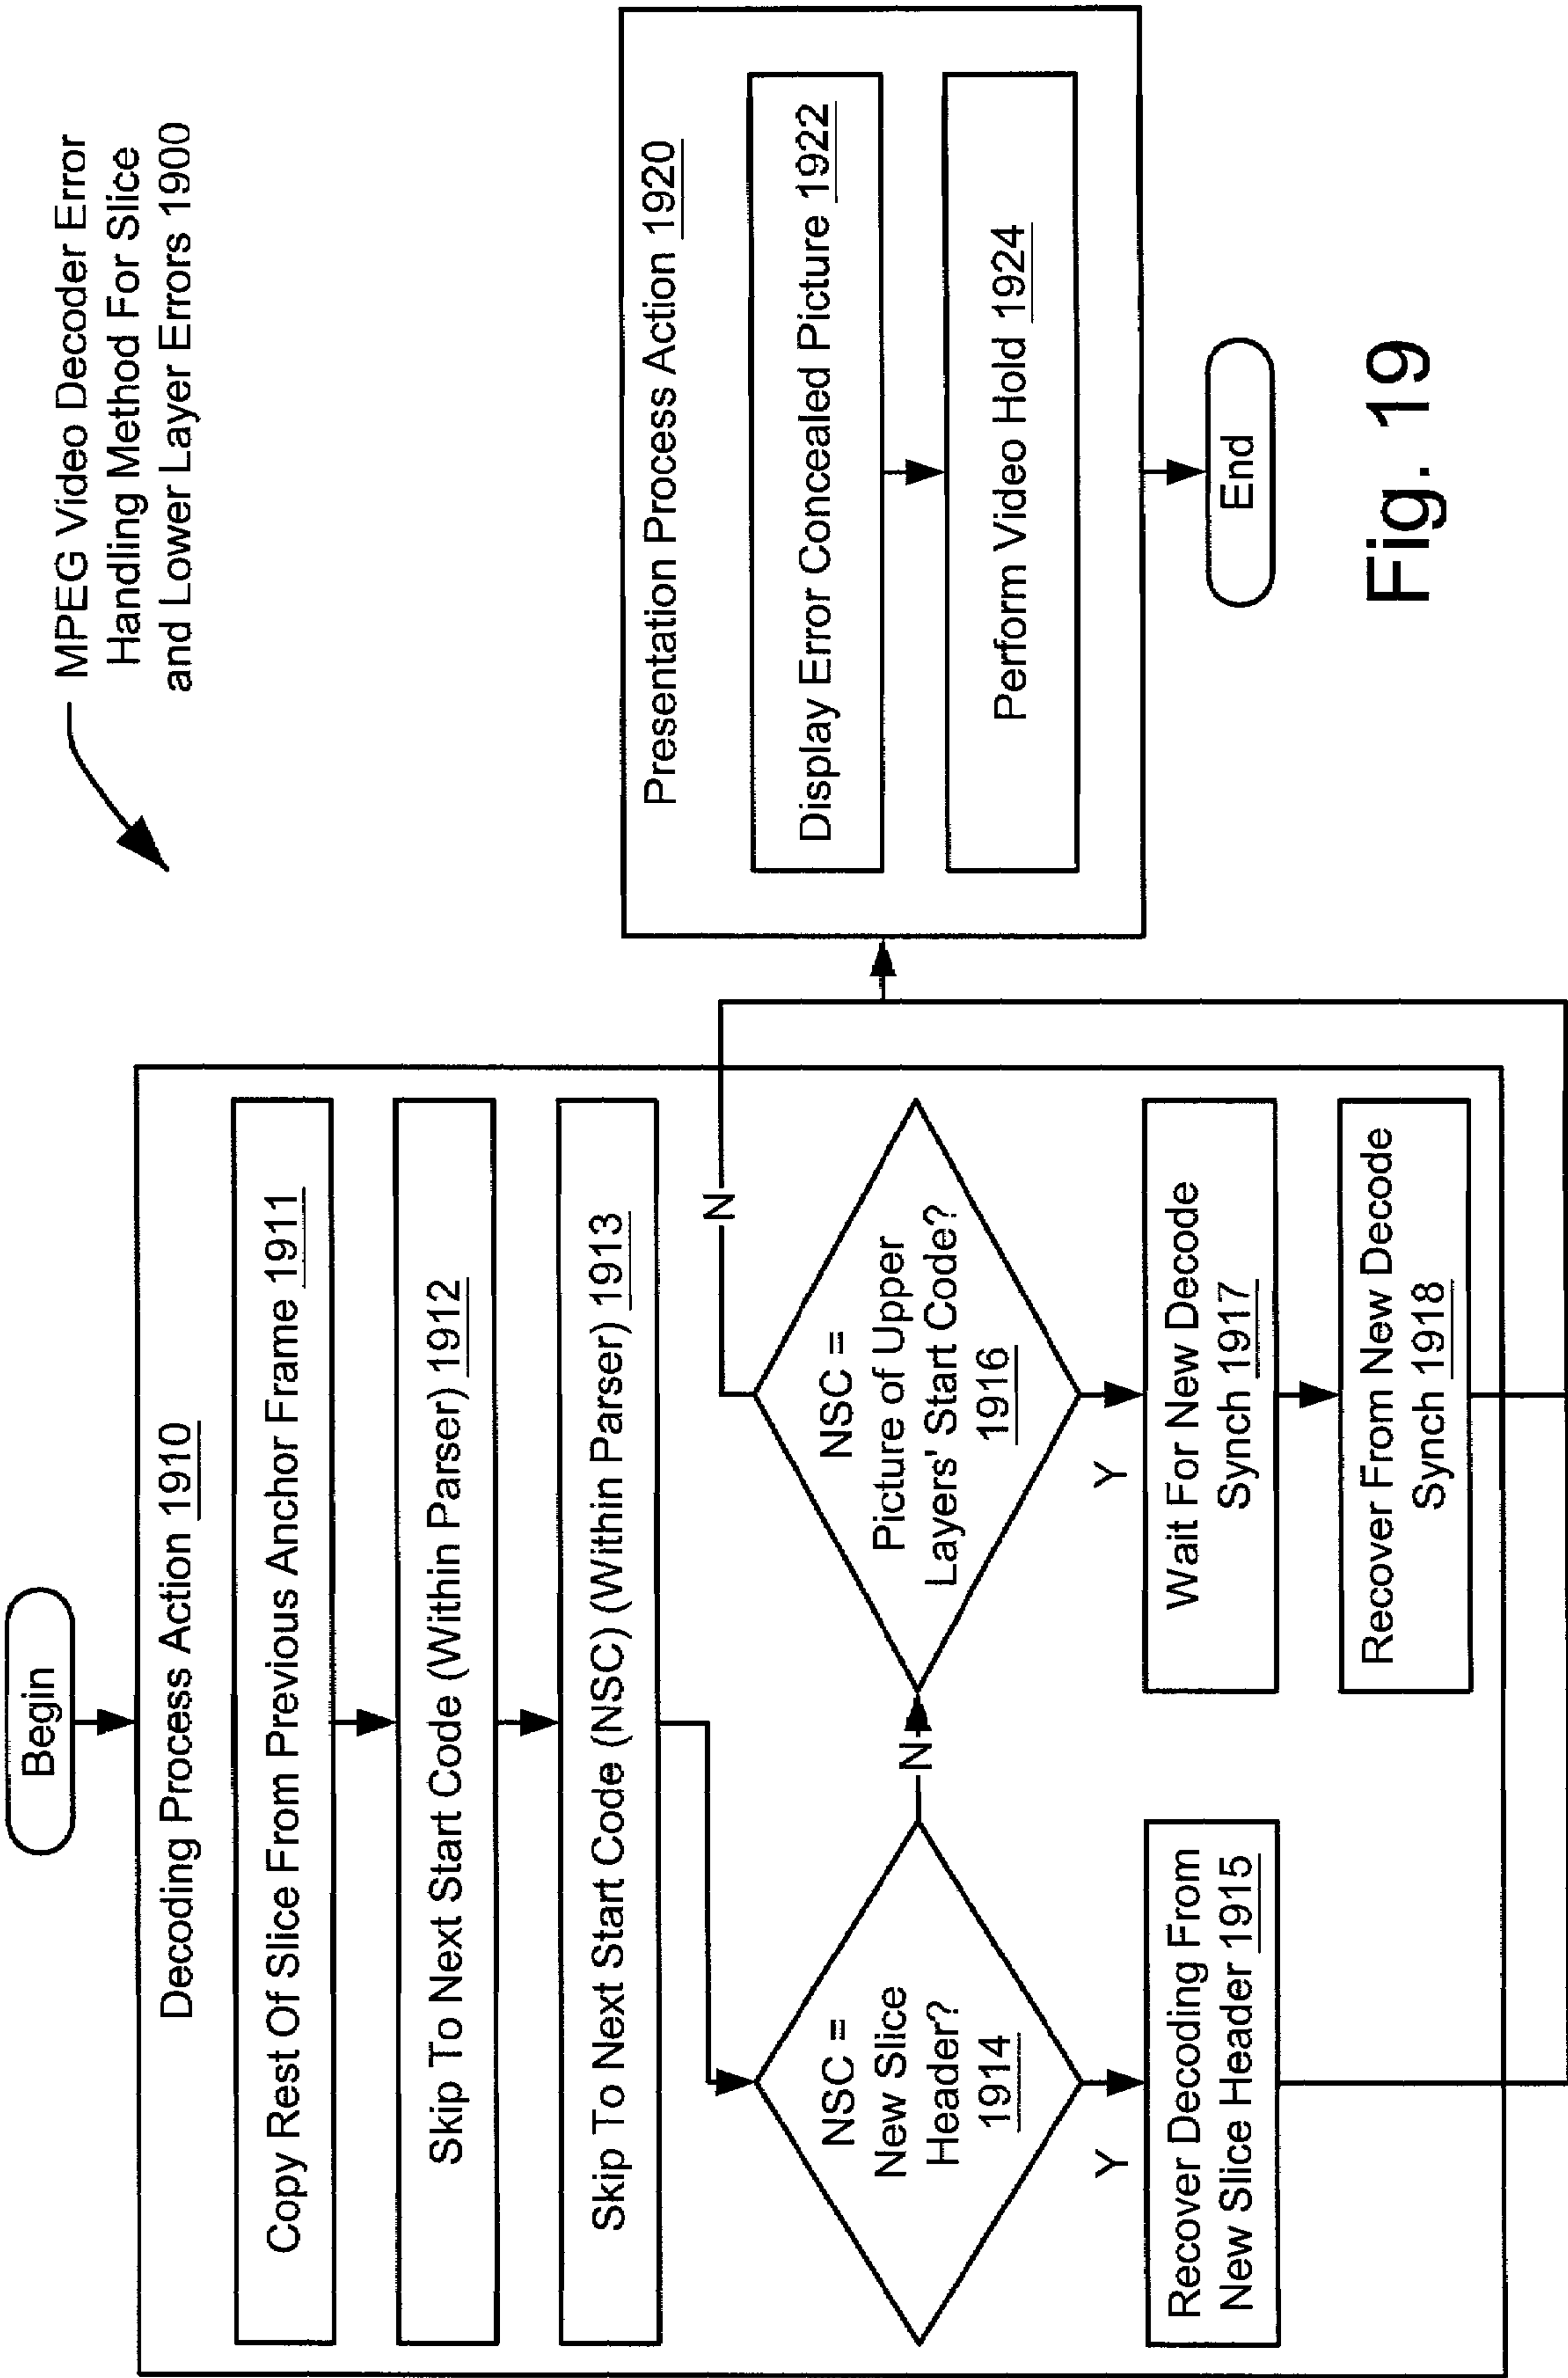 MPEG Video Decoder Error
Handling Method For Slice
and Lower Layer Errors 1900
Begin
Decoding Process Action 1910
Copy Rest Of Slice From Previous Anchor Frame 1911
Skip To Next Start Code (Within Parser) 1912
Skip To Next Start Code (NSC) (Within Parser) 1913
NSC =
New Slice
Header?
1914
N
Y
Recover Decoding From
New Slice Header 1915
NSC =
Picture of Upper
Layers' Start Code?
1916
N
Y
Wait For New Decode
Synch 1917
Recover From New Decode
Synch 1918
Presentation Process Action 1920
Display Error Concealed Picture 1922
Perform Video Hold 1924
End
Fig. 19